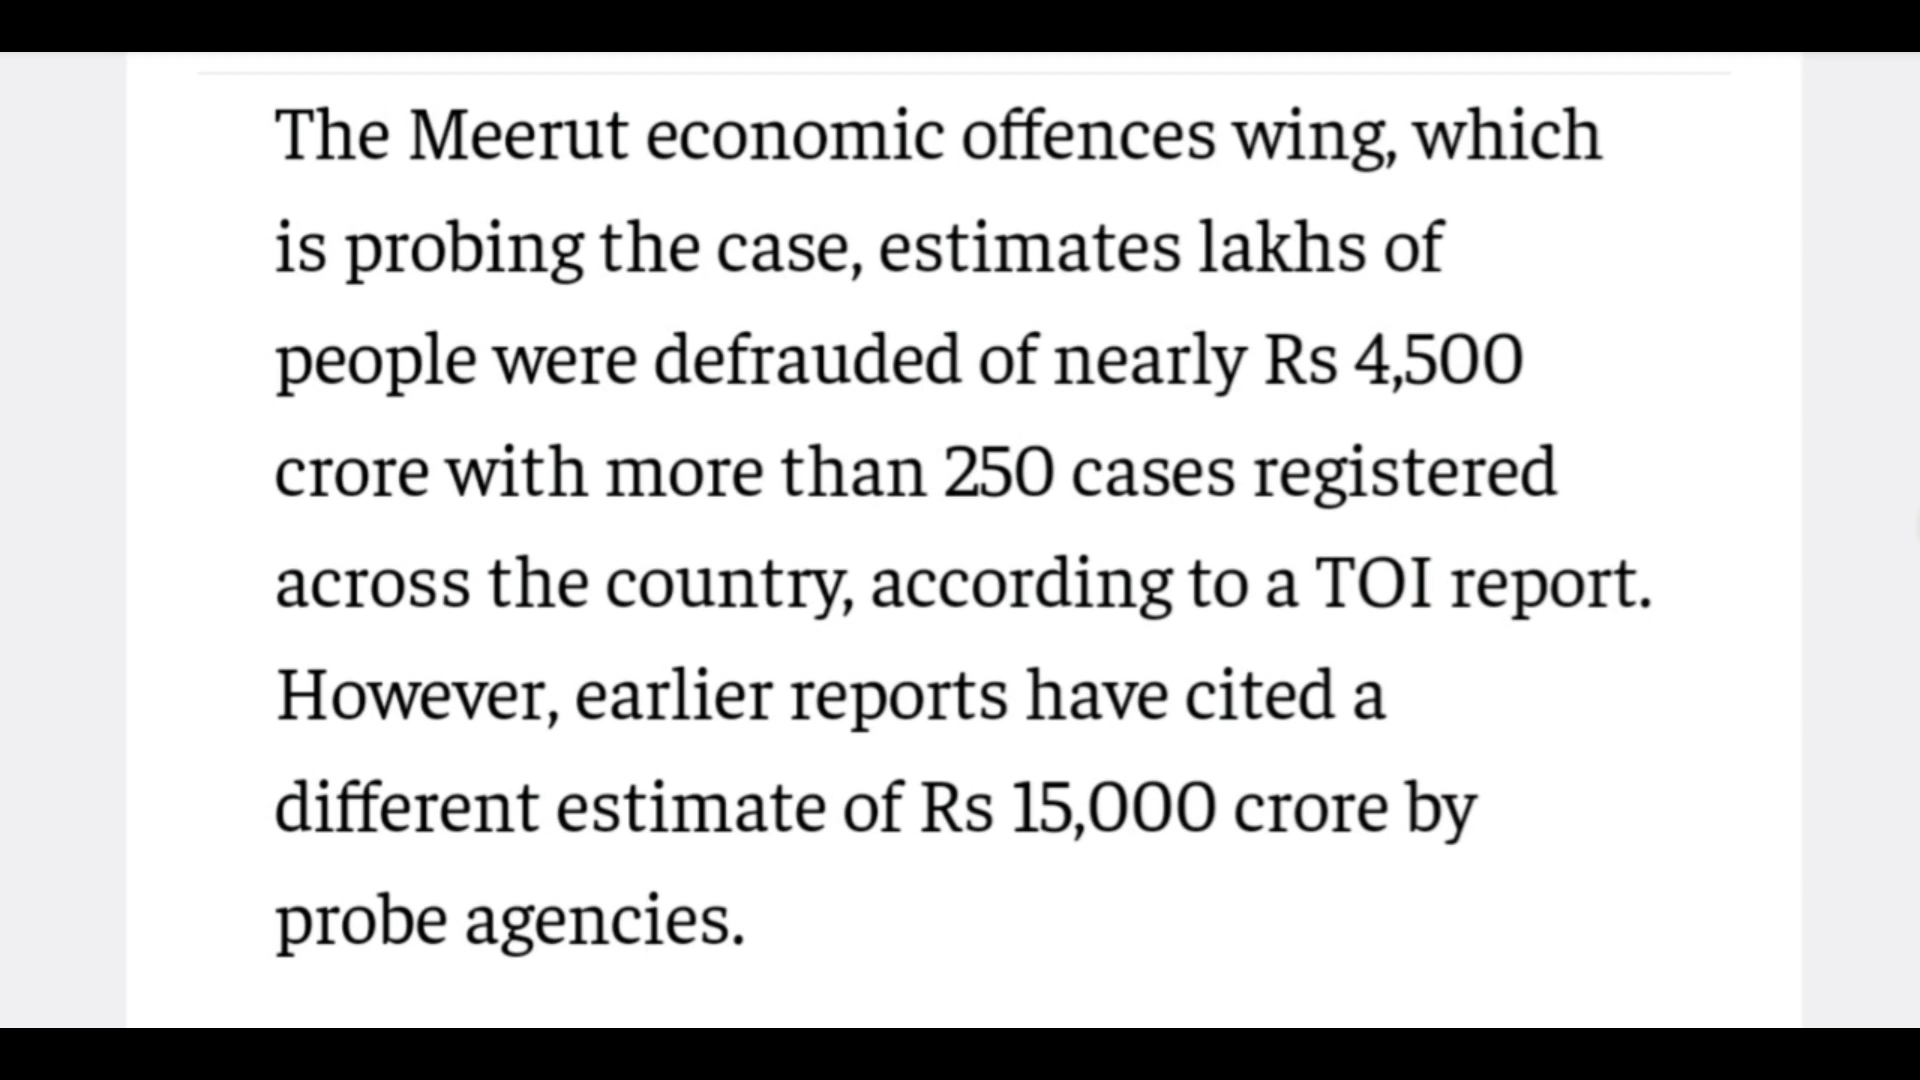 The Meerut economic offences wing, which
is probing the case, estimates lakhs of
people were defrauded of nearly Rs 4,500
crore with more than 250 cases registered
across the country, according to a TOI report.
However, earlier reports have cited a
different estimate of Rs 15,000 crore by
probe agencies.